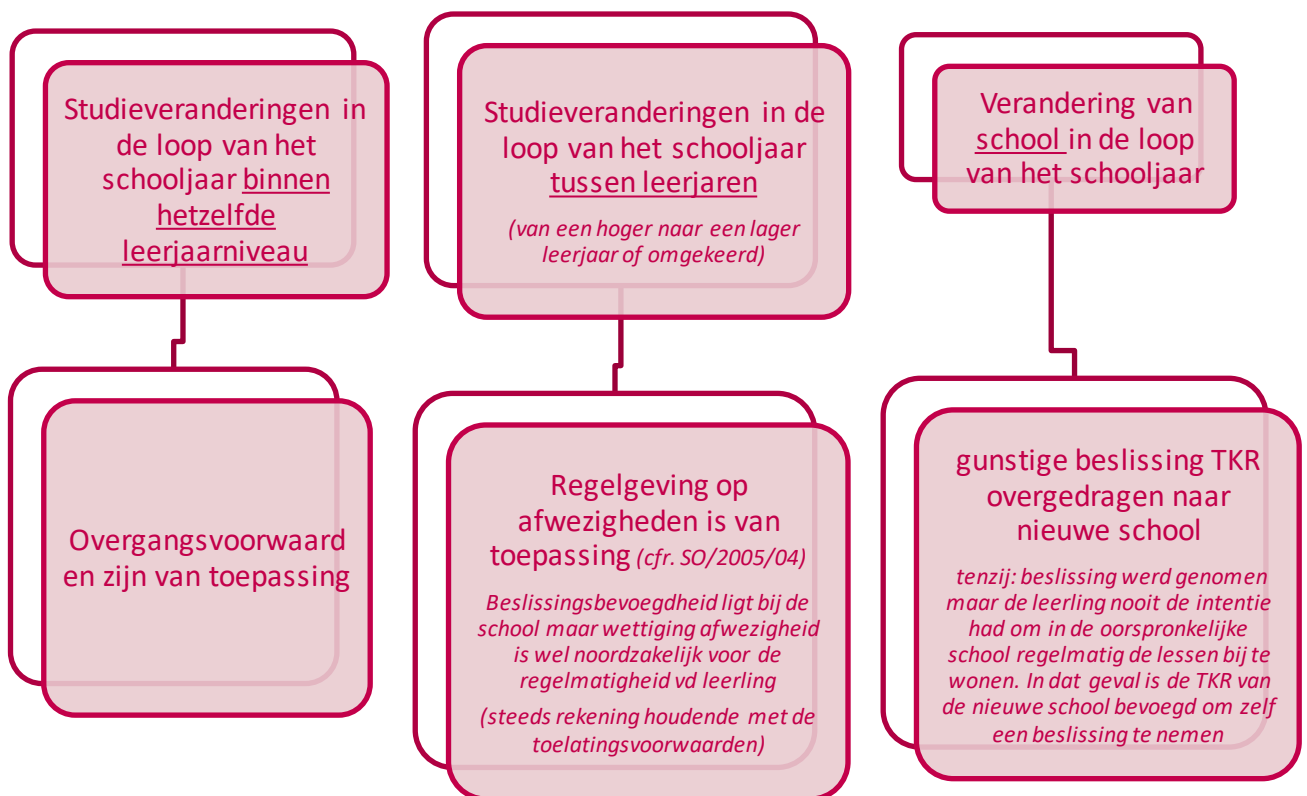 Studieveranderingen in
de loop van het
schooljaar binnen
hetzelfde
leerjaarniveau
Overgangsvoorwaard
en zijn van toepassing
Studieveranderingen in de
loop van het schooljaar
tussen leerjaren
(van een hoger naar een lager
leerjaar of omgekeerd)
Regelgeving op
afwezigheden is van
toepassing (cfr. SO/2005/04)
Beslissingsbevoegdheid ligt bij de
school maar wettiging afwezigheid
is wel noordzakelijk voor de
regelmatigheid vd leerling
(steeds rekening houdende met de
toelatingsvoorwaarden)
Verandering van
school in de loop
van het schooljaar
gunstige beslissing TKR
overgedragen naar
nieuwe school
tenzij: beslissing werd genomen
maar de leerling nooit de intentie
had om in de oorspronkelijke
school regelmatig de lessen bij te
wonen. In dat geval is de TKR van
de nieuwe school bevoegd om zelf
een beslissing te nemen